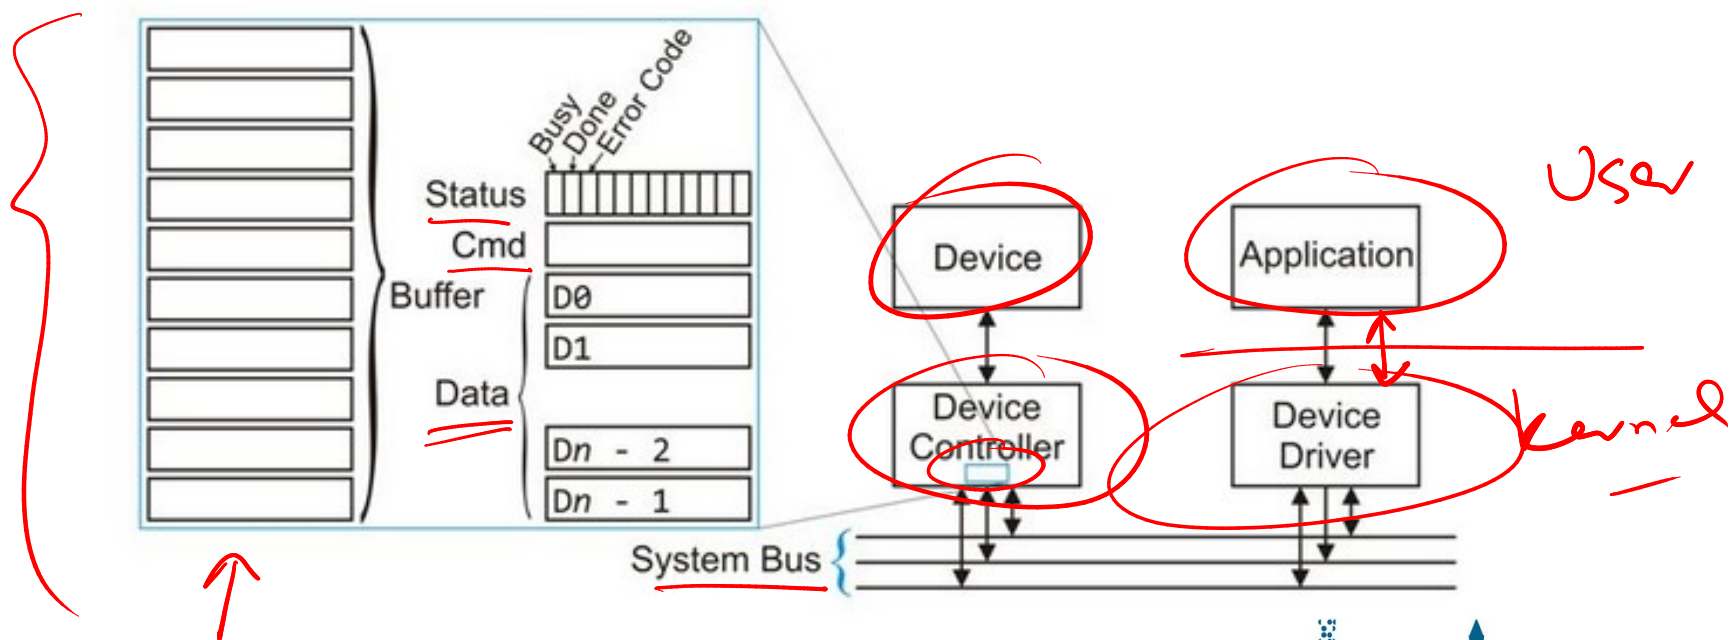 Busy
Done
Error Code
Status
Cmd
Buffer
D0
D1
Data
Dn - 2
Dn - 1
Device
Application
User
Device
Controller
Device
Driver
Kernel
System Bus